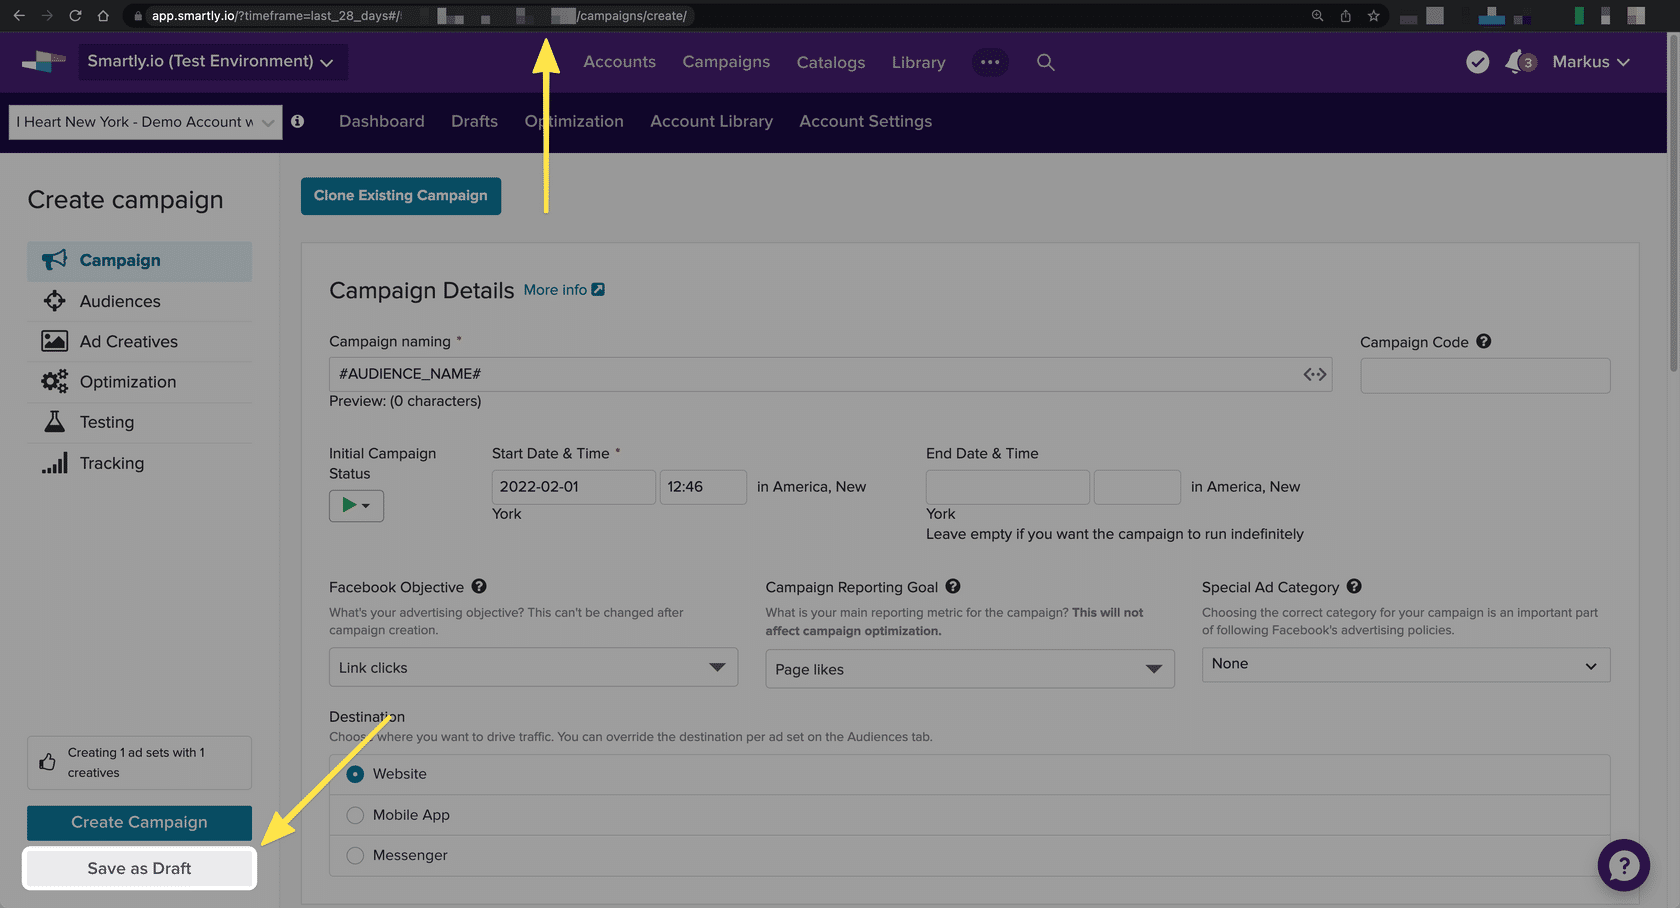 app.smartly.io/?timeframe=last_28_days#/
/campaigns/create/
Smartly.io (Test Environment)
Accounts
Campaigns
Catalogs
Library
3
Markus
I Heart New York - Demo Account w
Dashboard
Drafts
Optimization
Account Library
Account Settings
Create campaign
Campaign
Audiences
Ad Creatives
Optimization
Testing
Tracking
Creating 1 ad sets with 1
creatives
Create Campaign
Save as Draft
Clone Existing Campaign
Campaign Details More info
Campaign naming *
#AUDIENCE_NAME#
Preview: (0 characters)
Campaign Code ?
Initial Campaign
Status
Start Date & Time *
2022-02-01
12:46
in America, New
York
End Date & Time
in America, New
York
Leave empty if you want the campaign to run indefinitely
Facebook Objective ?
What's your advertising objective? This can't be changed after
campaign creation.
Link clicks
Campaign Reporting Goal ?
What is your main reporting metric for the campaign? This will not
affect campaign optimization.
Page likes
Special Ad Category ?
Choosing the correct category for your campaign is an important part
of following Facebook's advertising policies.
None
Destination
Choose where you want to drive traffic. You can override the destination per ad set on the Audiences tab.
Website
Mobile App
Messenger
?